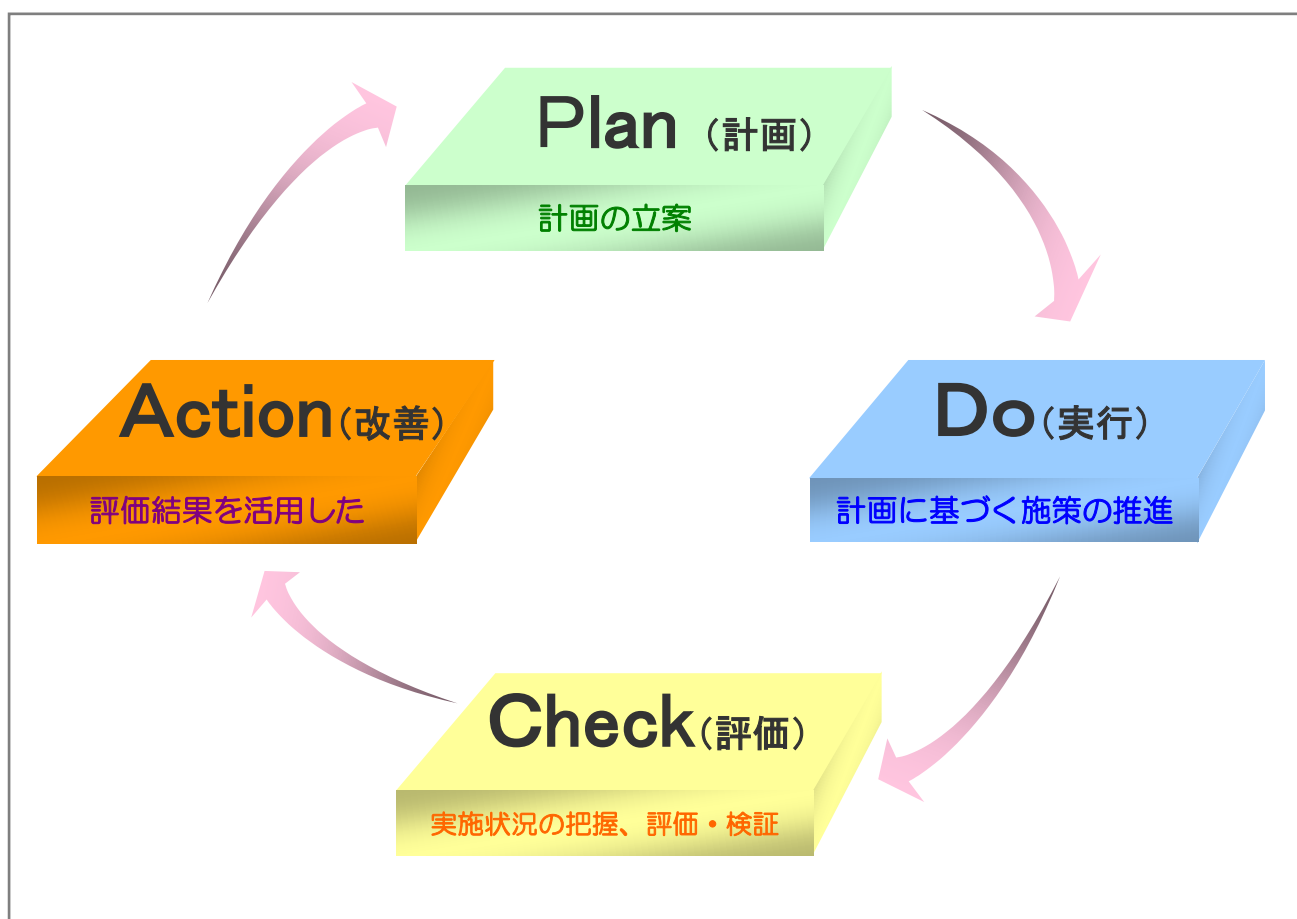 Plan（計画）
計画の立案
Action（改善）
評価結果を活用した
Do（実行）
計画に基づく施策の推進
Check（評価）
実施状況の把握、評価・検証